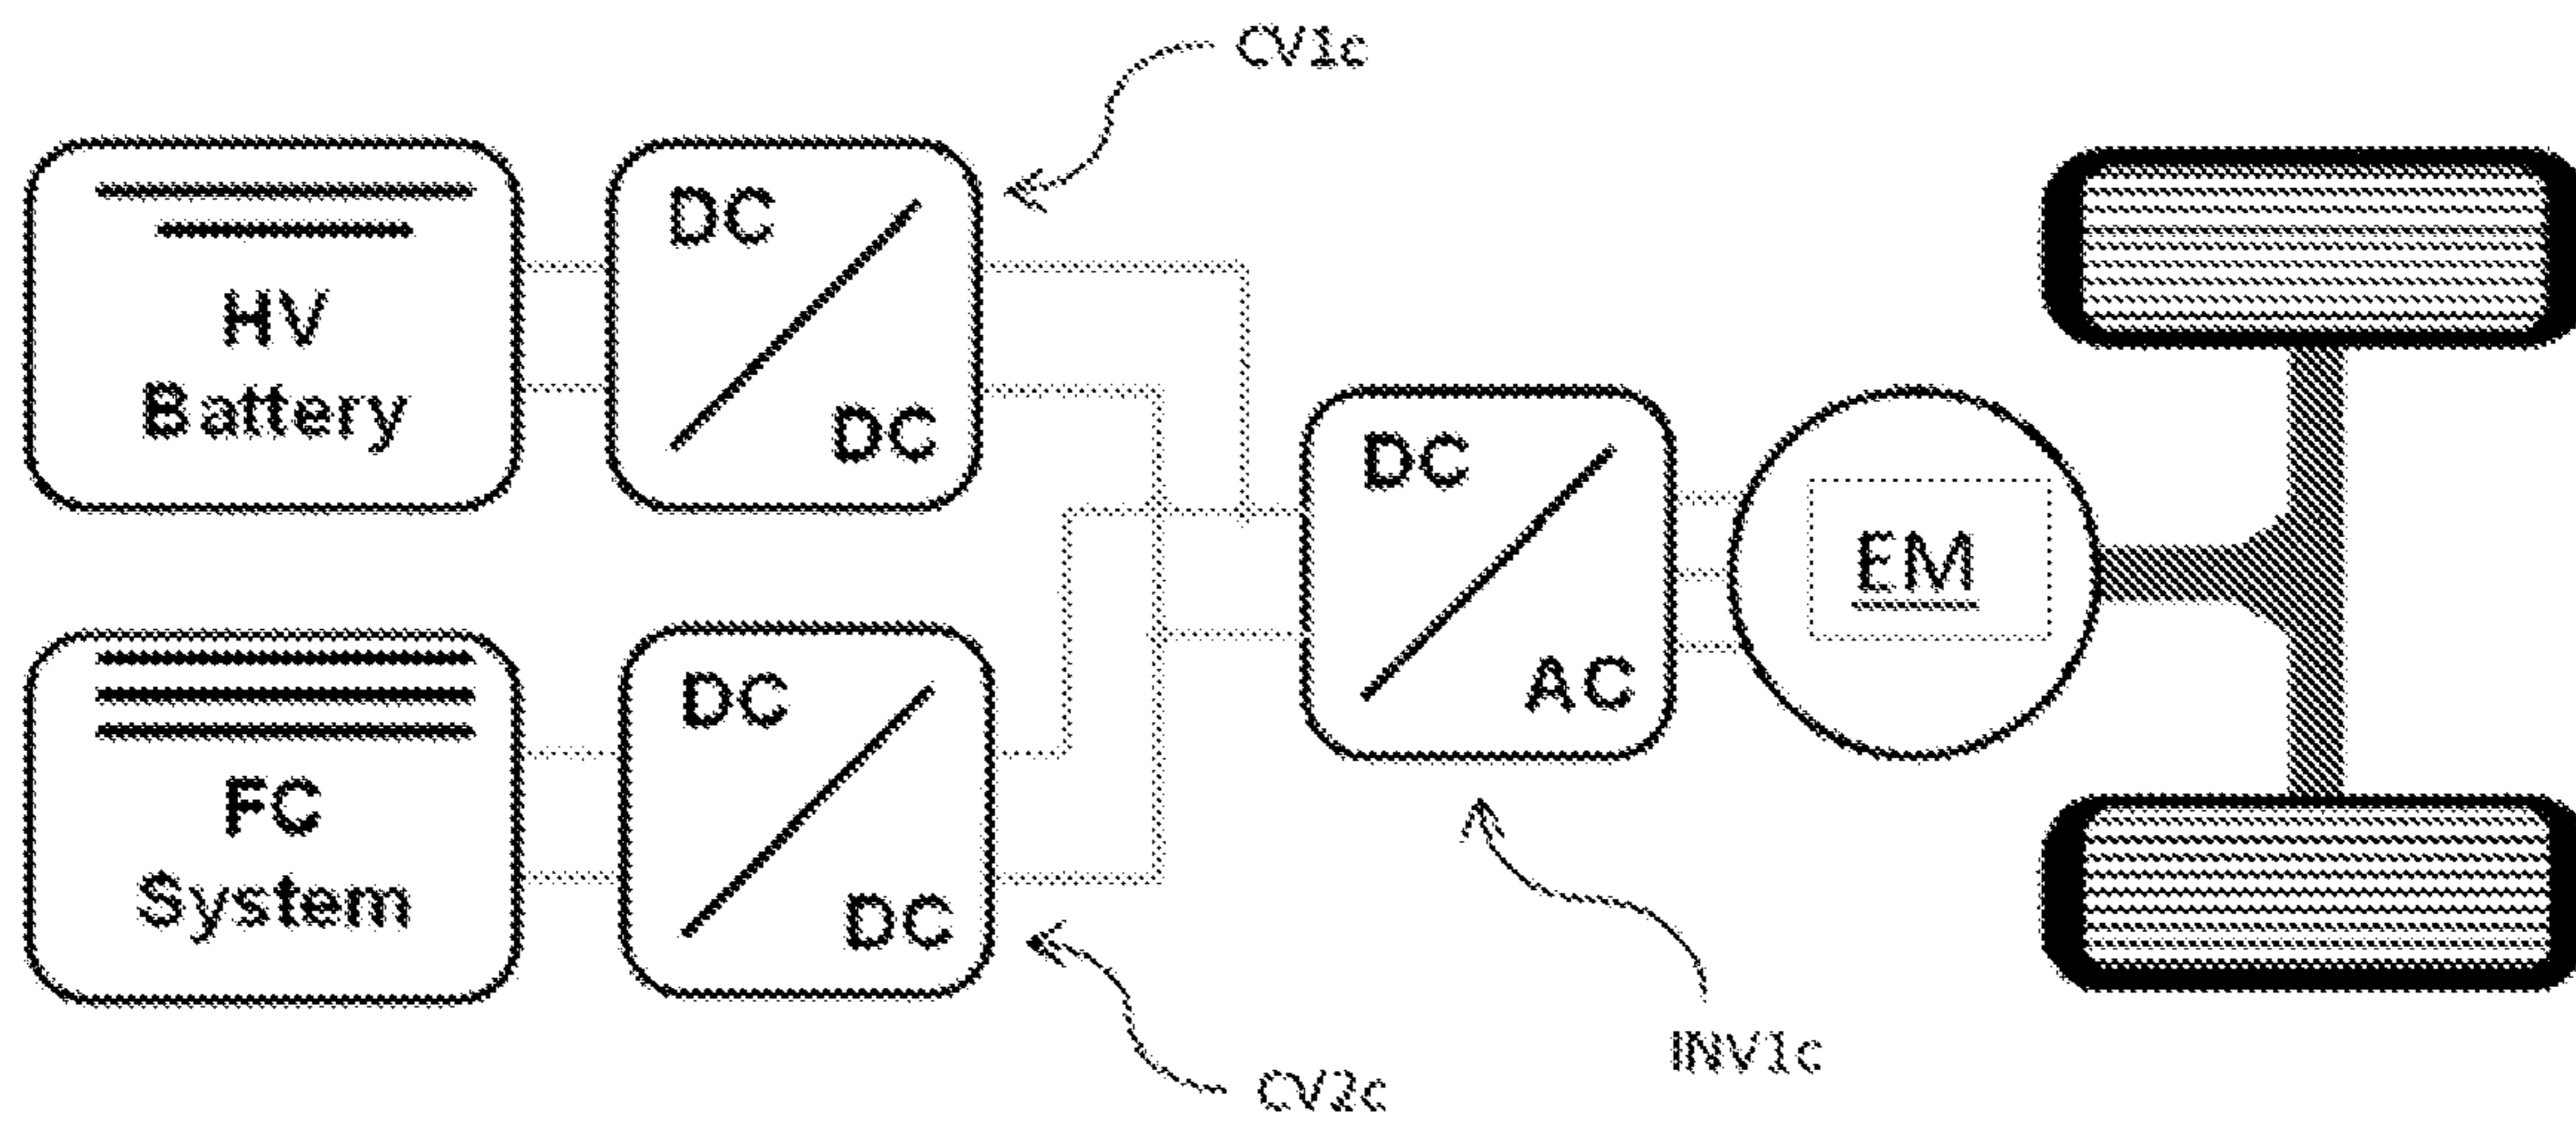 CV1c
HV
Battery
DC
DC
DC
AC
EM
FC
System
DC
DC
INV1c
CV2c